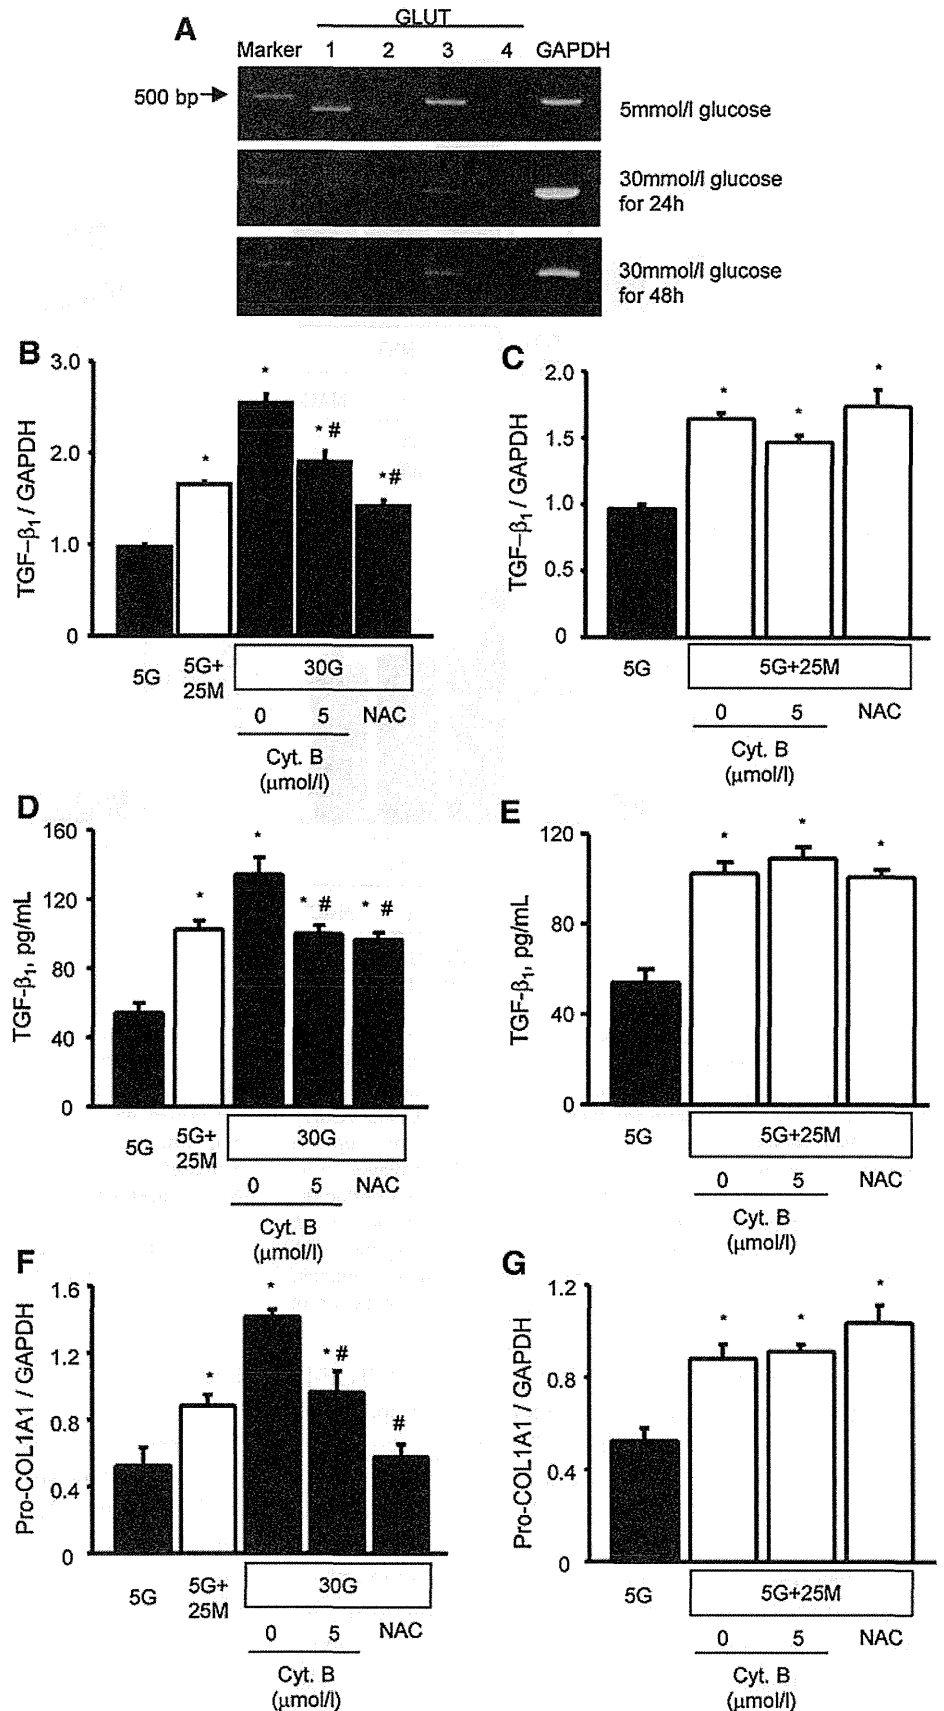 A
GLUT
Marker 1 2 3 4 GAPDH
500 bp
5mmol/l glucose
30mmol/l glucose
for 24h
30mmol/l glucose
for 48h
B
TGF-β1 / GAPDH
3.0
2.0
1.0
0
*
*
* #
*#
5G
5G+
25M
30G
0 5 NAC
Cyt. B
(μmol/l)
C
TGF-β1 / GAPDH
2.0
1.5
1.0
0.5
0
*
*
*
5G
5G+25M
0 5 NAC
Cyt. B
(μmol/l)
D
TGF-β1, pg/mL
160
120
80
40
0
*
*
* #
* #
5G
5G+
25M
30G
0 5 NAC
Cyt. B
(μmol/l)
E
TGF-β1, pg/mL
120
80
40
0
*
*
*
5G
5G+25M
0 5 NAC
Cyt. B
(μmol/l)
F
Pro-COL1A1 / GAPDH
1.6
1.2
0.8
0.4
0
*
*
* #
#
5G
5G+
25M
30G
0 5 NAC
Cyt. B
(μmol/l)
G
Pro-COL1A1 / GAPDH
1.2
0.8
0.4
0
*
*
*
5G
5G+25M
0 5 NAC
Cyt. B
(μmol/l)